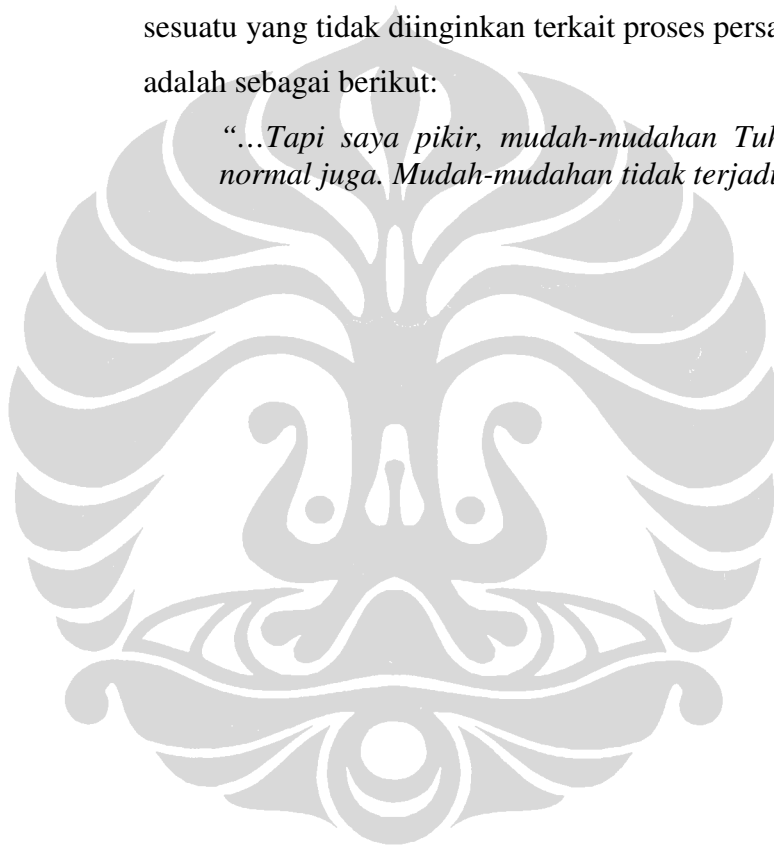 sesuatu yang tidak diinginkan terkait proses
adalah sebagai berikut:
“…Tapi saya pikir, mudah-mudahan
normal juga. Mudah-mudahan tidak terjadi